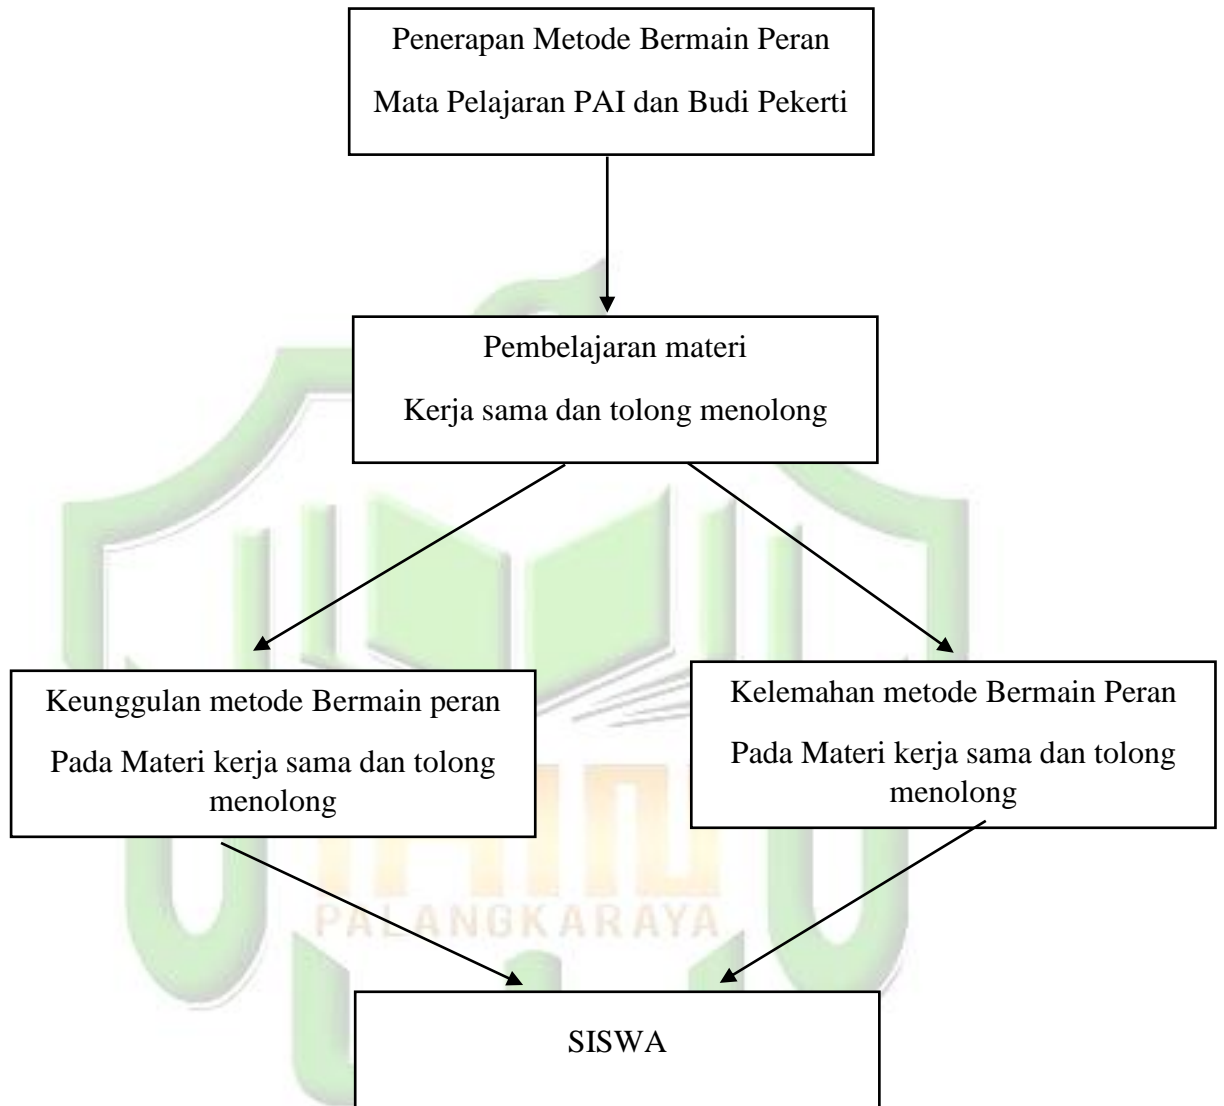 Penerapan Metode Bermain Peran
Mata Pelajaran PAI dan Budi Pekerti
Pembelajaran materi
Kerja sama dan tolong menolong
Keunggulan metode Bermain peran
Pada Materi kerja sama dan tolong
menolong
Kelemahan metode Bermain Peran
Pada Materi kerja sama dan tolong
menolong
PALANGKARAYA
SISWA